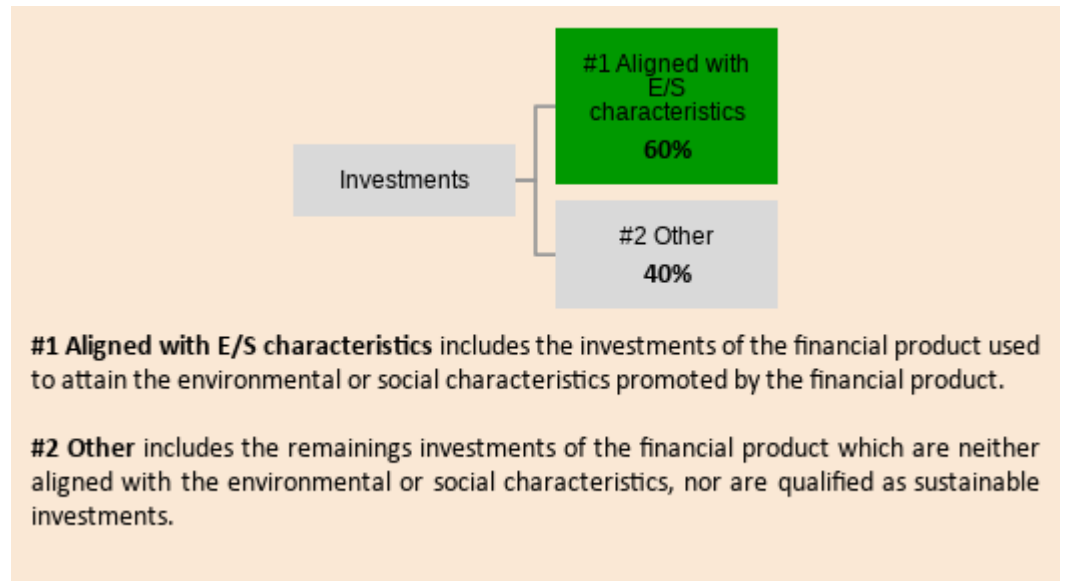 #1 Aligned with
E/S
characteristics
60%
Investments
#2 Other
40%
#1 Aligned with E/S characteristics includes the investments of the financial product used
to attain the environmental or social characteristics promoted by the financial product.
#2 Other includes the remainings investments of the financial product which are neither
aligned with the environmental or social characteristics, nor are qualified as sustainable
investments.